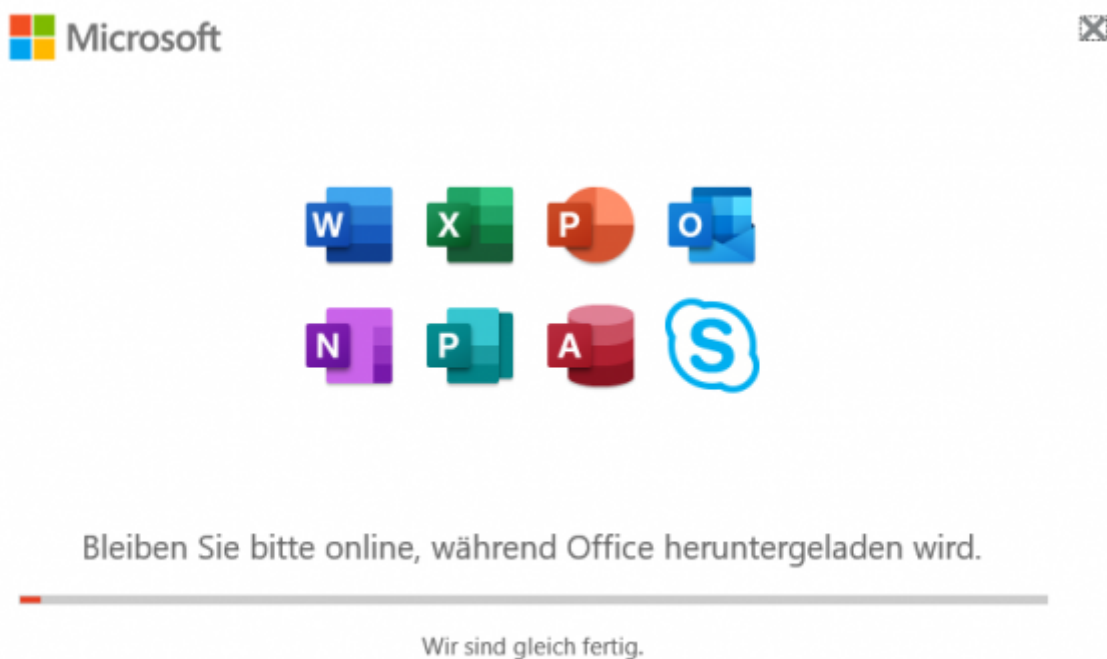 Microsoft
W X P O
N P A S
Bleiben Sie bitte online, während Office heruntergeladen wird.
Wir sind gleich fertig.